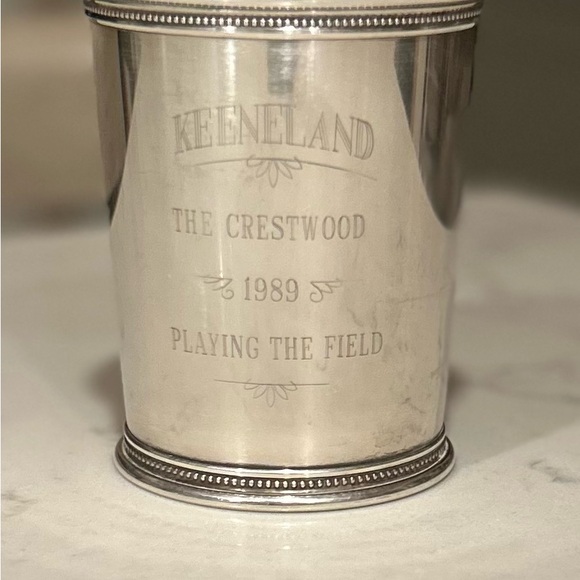 KEENELAND
THE CRESTWOOD
1989
PLAYING THE FIELD